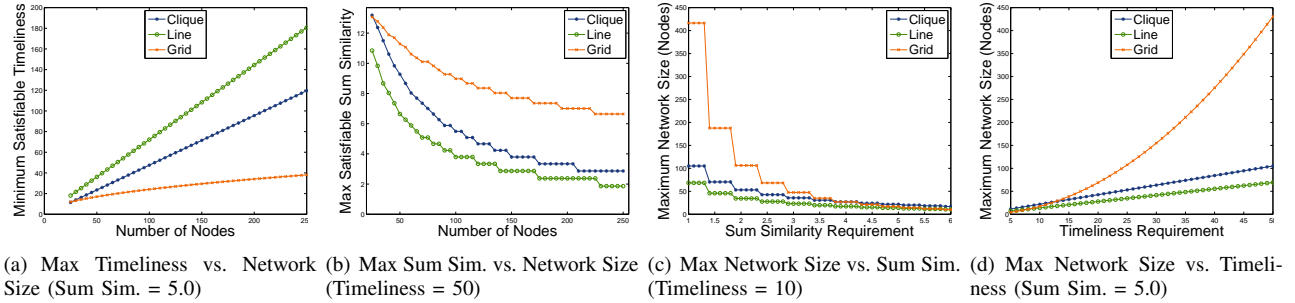 Minimum Satisfiable Timeliness
200
180
160
140
120
100
80
60
40
20
0
0 50 100 150 200 250
Number of Nodes
Clique
Line
Grid
Max Satisfiable Sum Similarity
12
10
8
6
4
2
0
50 100 150 200 250
Number of Nodes
Clique
Line
Grid
Maximum Network Size (Nodes)
450
400
350
300
250
200
150
100
50
0
1 1.5 2 2.5 3 3.5 4 4.5 5 5.5 6
Sum Similarity Requirement
Clique
Line
Grid
Maximum Network Size (Nodes)
450
400
350
300
250
200
150
100
50
0
5 10 15 20 25 30 35 40 45 50
Timeliness Requirement
Clique
Line
Grid
(a) Max Timeliness vs. Network
Size (Sum Sim. = 5.0)
(b) Max Sum Sim. vs. Network Size
(Timeliness = 50)
(c) Max Network Size vs. Sum Sim.
(Timeliness = 10)
(d) Max Network Size vs. Timeli-
ness (Sum Sim. = 5.0)